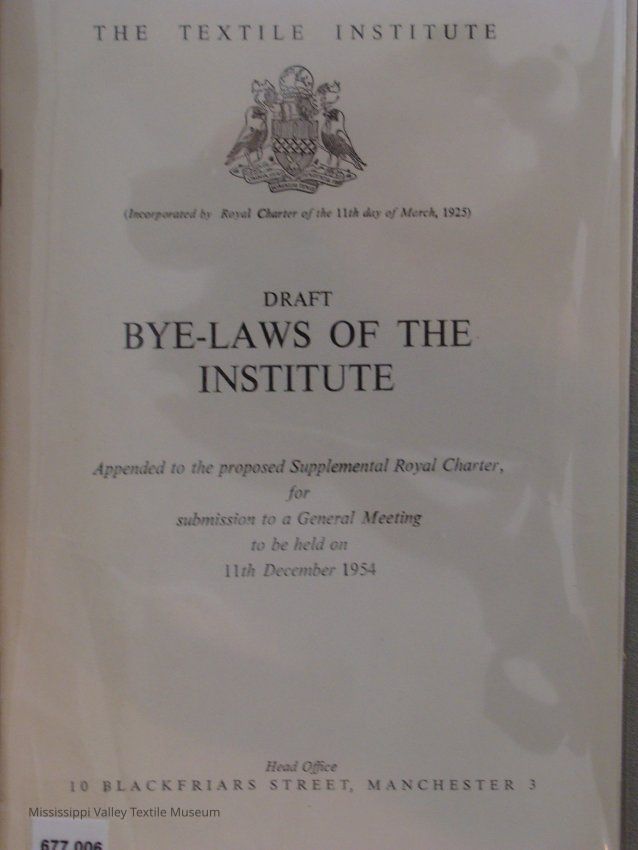 THE TEXTILE INSTITUTE
(Incorporated by Royal Charter of the 11th day of March, 1925)
DRAFT
BYE-LAWS OF THE
INSTITUTE
Appended to the proposed Supplemental Royal Charter,
for
submission to a General Meeting
to be held on
11th December 1954
Head Office
10 BLACKFRIARS STREET, MANCHESTER 3
Mississippi Valley Textile Museum
677.006